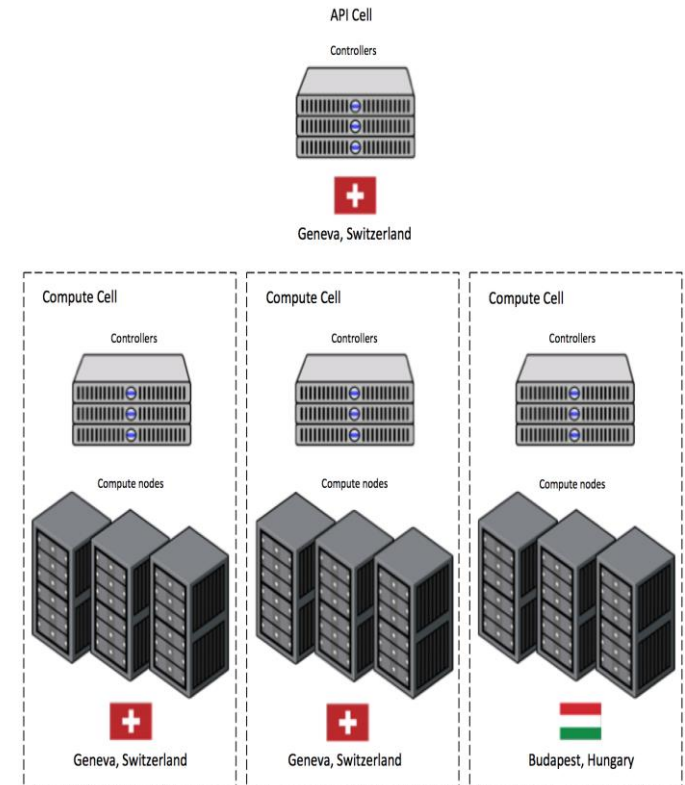 API Cell
Controllers
Geneva, Switzerland
Compute Cell
Controllers
Compute nodes
Geneva, Switzerland
Compute Cell
Controllers
Compute nodes
Geneva, Switzerland
Compute Cell
Controllers
Compute nodes
Budapest, Hungary